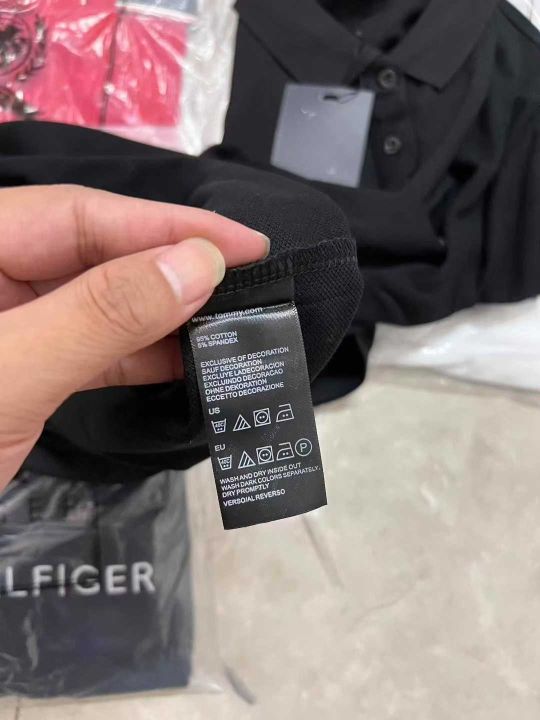 www.tommy.com
95% COTTON
5% SPANDEX
EXCLUSIVE OF DECORATION
SAUF DECORATION
EXCLUYE LADECORACION
EXCLUINDO DECORACAO
OHNE DEKORATION
ECCETTO DECORAZIONE
US
EU
P
WASH AND DRY INSIDE OUT
WASH DARK COLORS SEPARATELY,
DRY PROMPTLY
VERSO/AL REVERSO
LFIGER